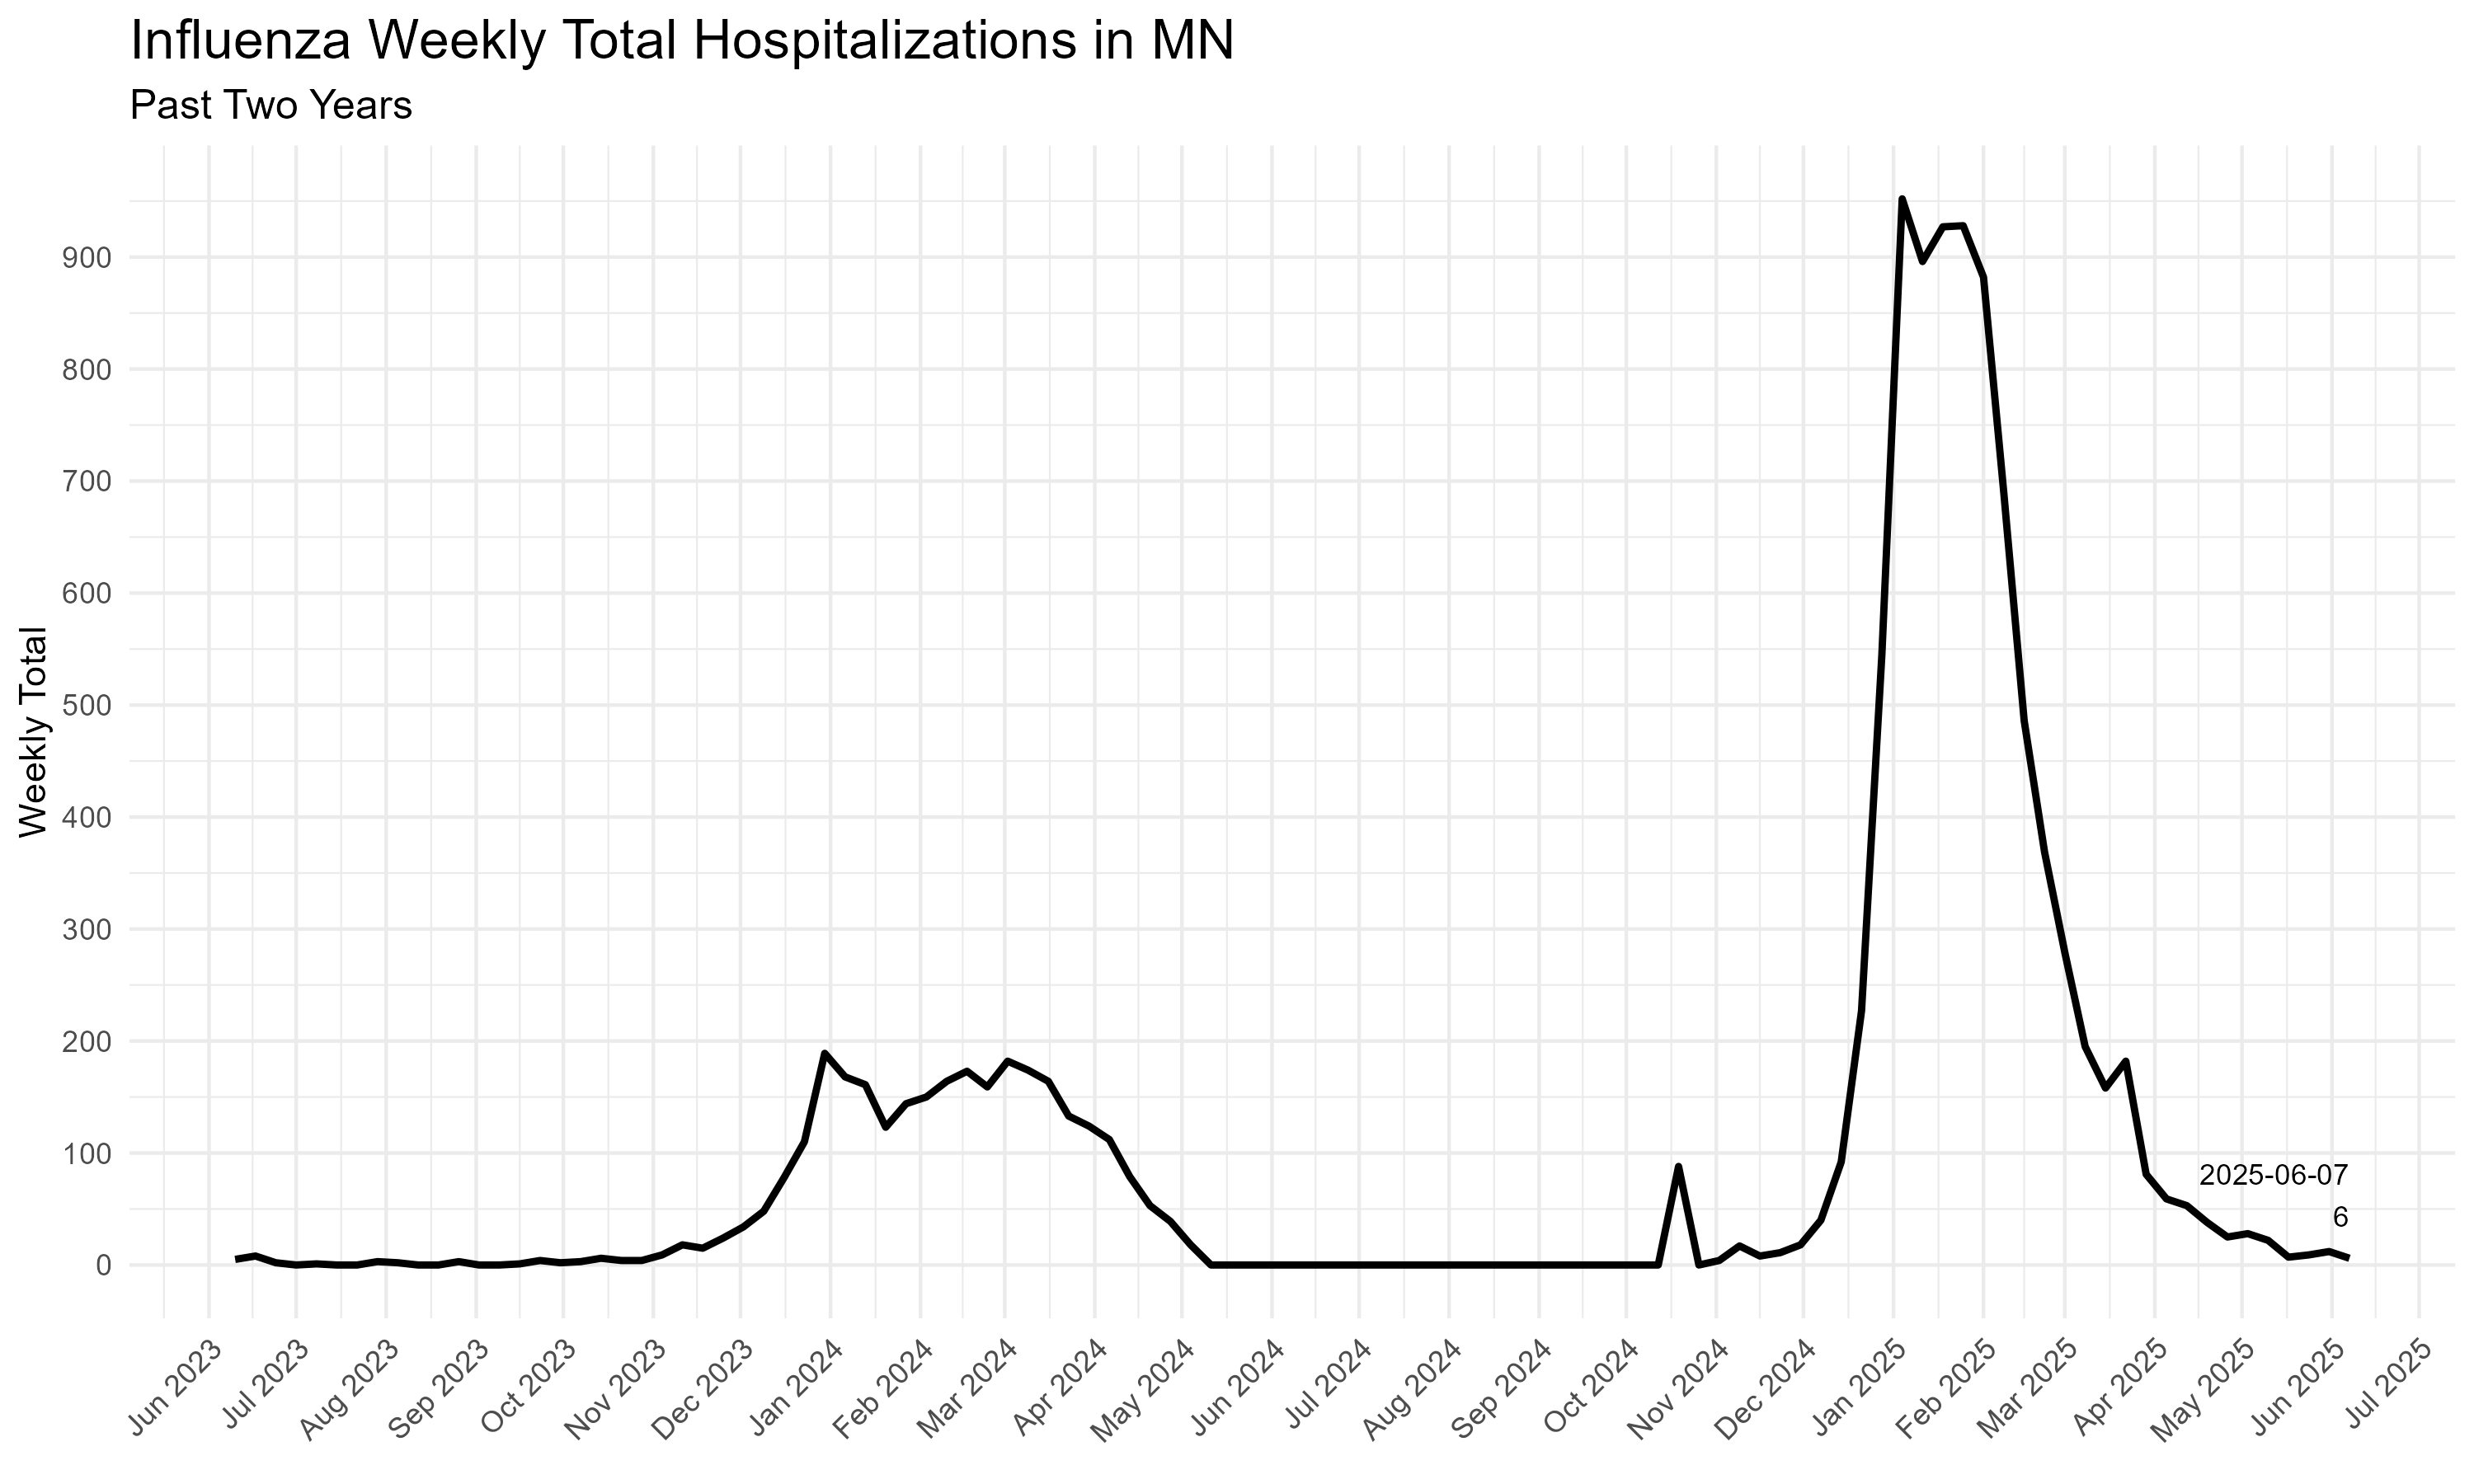 Influenza Weekly Total Hospitalizations in MN
Past Two Years
Weekly Total
900
800
700
600
500
400
300
200
100
0
2025-06-07
6
Jun 2023
Jul 2023
Aug 2023
Sep 2023
Oct 2023
Nov 2023
Dec 2023
Jan 2024
Feb 2024
Mar 2024
Apr 2024
May 2024
Jun 2024
Jul 2024
Aug 2024
Sep 2024
Oct 2024
Nov 2024
Dec 2024
Jan 2025
Feb 2025
Mar 2025
Apr 2025
May 2025
Jun 2025
Jul 2025